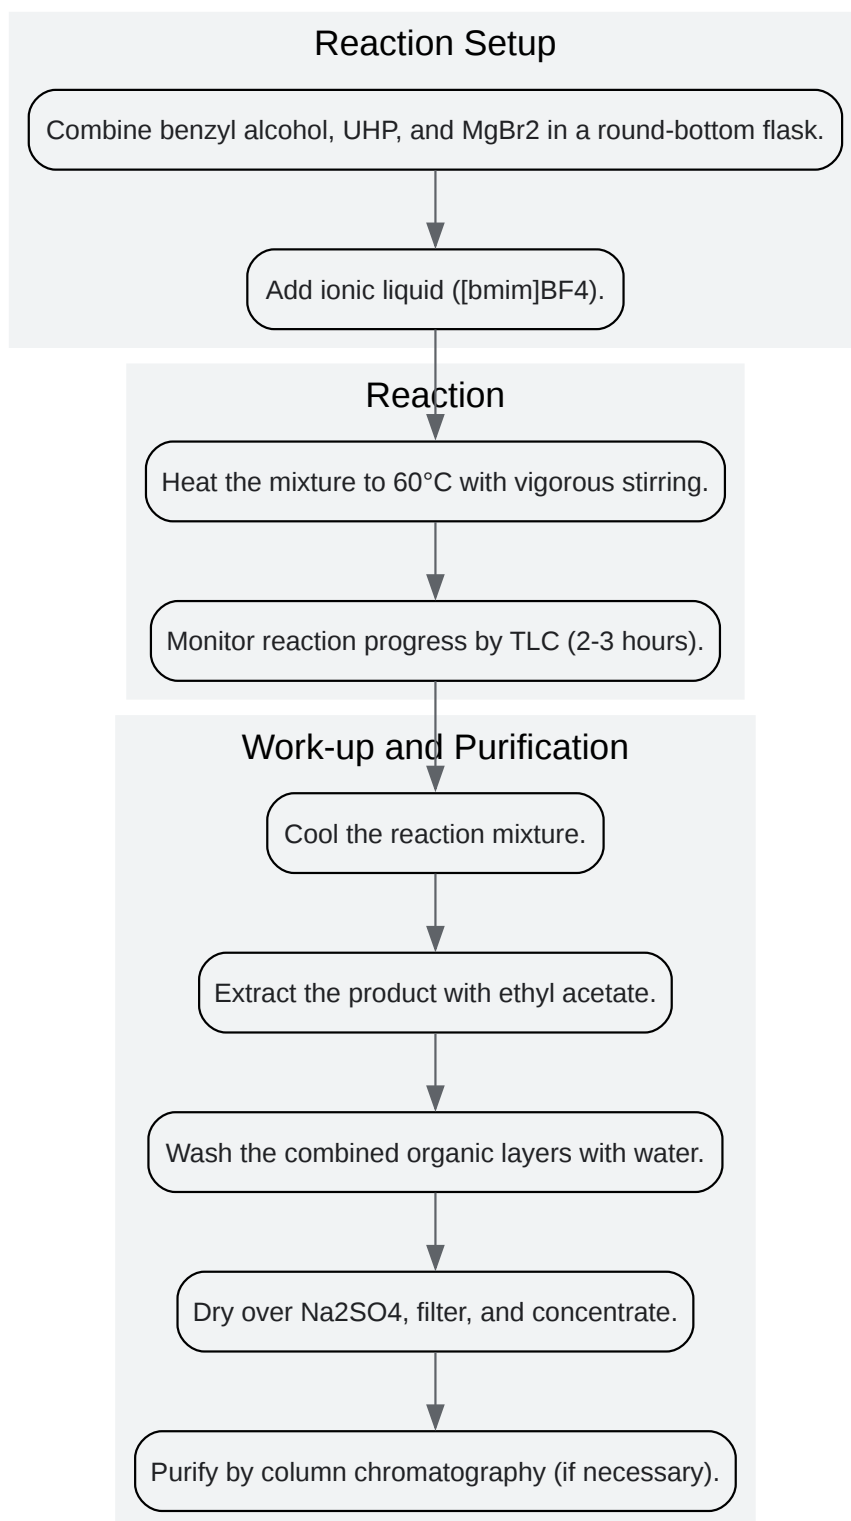 Reaction Setup
Combine benzyl alcohol, UHP, and MgBr2 in a round-bottom flask.
Add ionic liquid ([bmim]BF4).
Reaction
Heat the mixture to 60°C with vigorous stirring.
Monitor reaction progress by TLC (2-3 hours).
Work-up and Purification
Cool the reaction mixture.
Extract the product with ethyl acetate.
Wash the combined organic layers with water.
Dry over Na2SO4, filter, and concentrate.
Purify by column chromatography (if necessary).